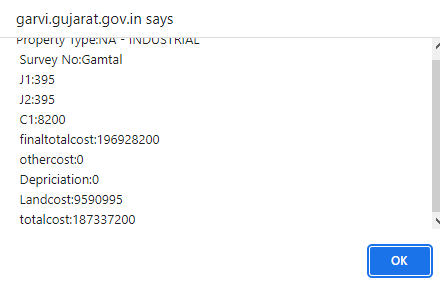 garvi.gujarat.gov.in says
Property Type:NA - INDUSTRIAL
Survey No:Gamtal
J1:395
J2:395
C1:8200
finaltotalcost:196928200
othercost:0
Depriciation:0
Landcost:9590995
totalcost:187337200
OK